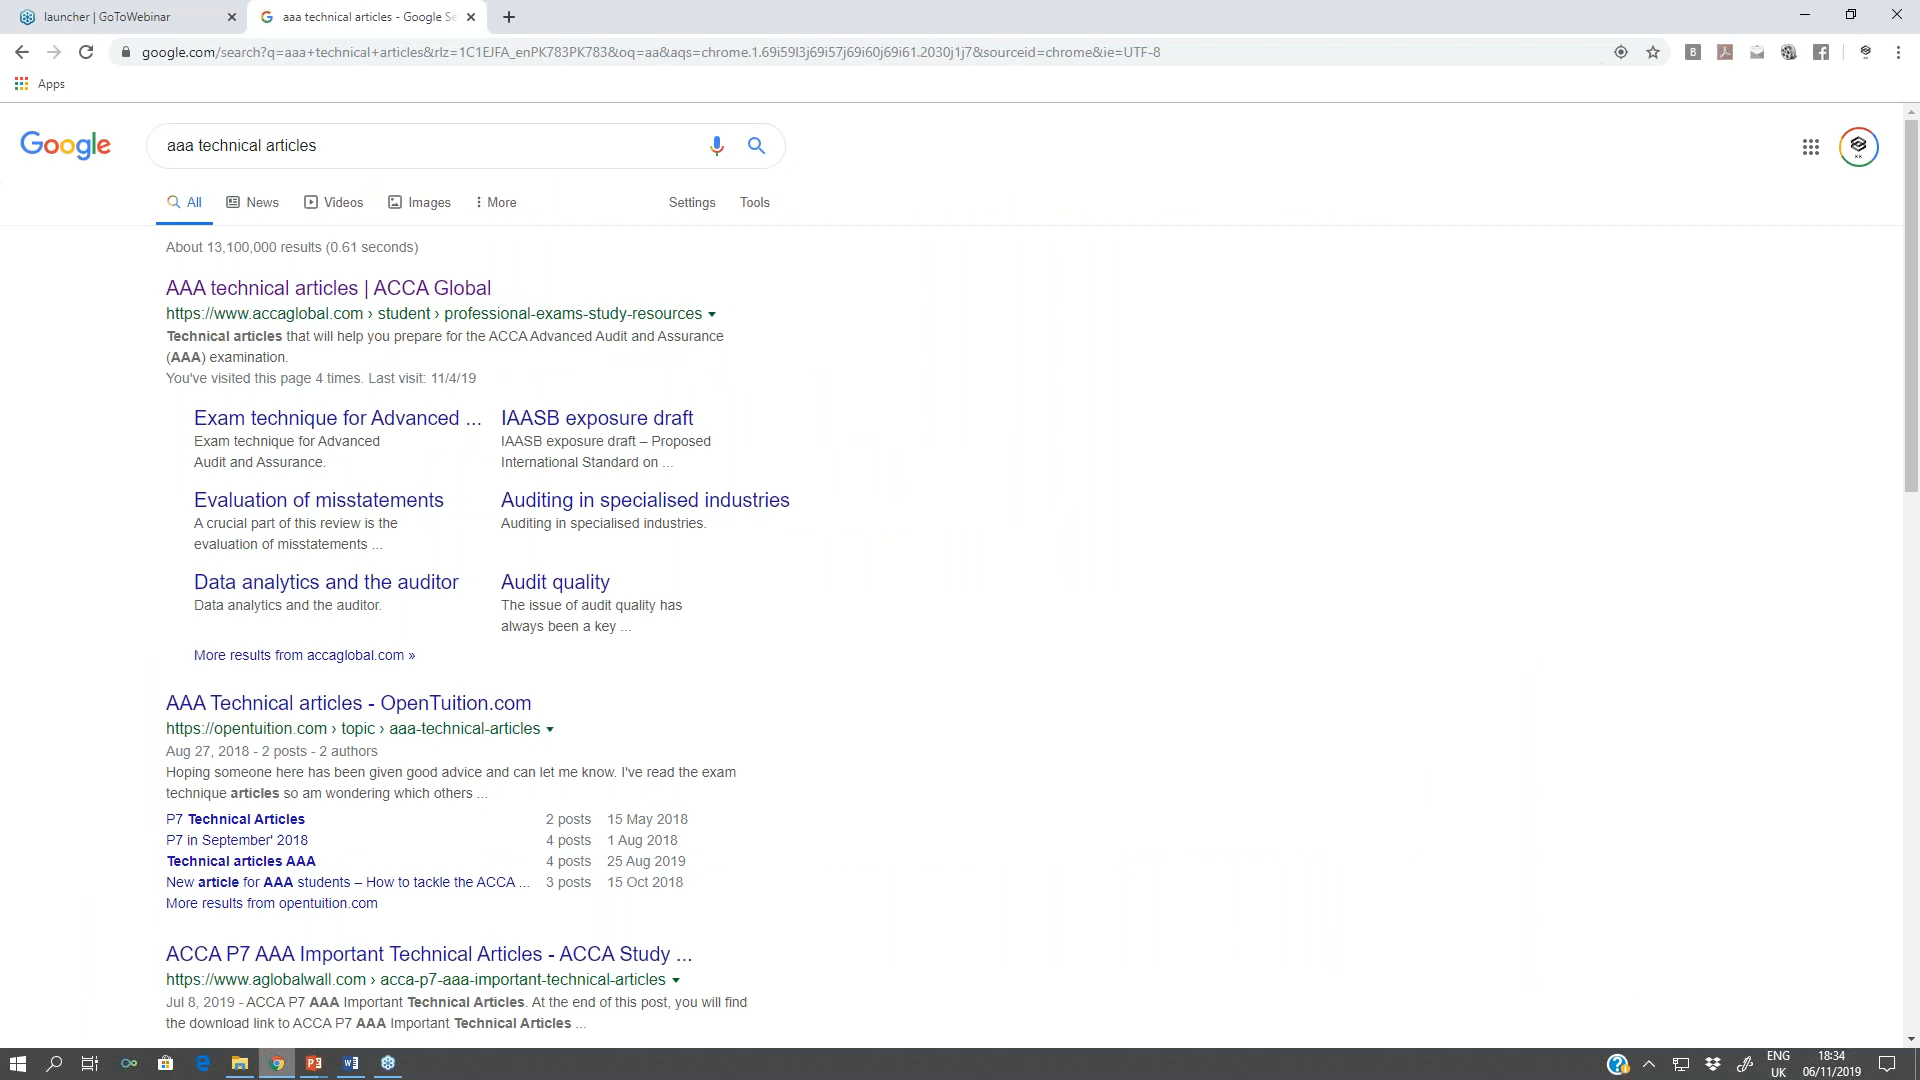 launcher | GoToWebinar
aaa technical articles - Google Se
google.com/search?q=aaa+technical+articles&rlz=1C1EJFA_enPK783PK783&oq=aa&aqs=chrome.1.69i59l3j69i57j69i60j69i61.2030j1j7&sourceid=chrome&ie=UTF-8
Apps
Google
aaa technical articles
All News Videos Images More Settings Tools
About 13,100,000 results (0.61 seconds)
AAA technical articles | ACCA Global
https://www.accaglobal.com › student › professional-exams-study-resources
Technical articles that will help you prepare for the ACCA Advanced Audit and Assurance
(AAA) examination.
You've visited this page 4 times. Last visit: 11/4/19
Exam technique for Advanced ...
Exam technique for Advanced
Audit and Assurance.
IAASB exposure draft
IAASB exposure draft – Proposed
International Standard on ...
Evaluation of misstatements
A crucial part of this review is the
evaluation of misstatements ...
Auditing in specialised industries
Auditing in specialised industries.
Data analytics and the auditor
Data analytics and the auditor.
Audit quality
The issue of audit quality has
always been a key ...
More results from accaglobal.com »
AAA Technical articles - OpenTuition.com
https://opentuition.com › topic › aaa-technical-articles
Aug 27, 2018 - 2 posts - 2 authors
Hoping someone here has been given good advice and can let me know. I've read the exam
technique articles so am wondering which others ...
P7 Technical Articles 2 posts 15 May 2018
P7 in September' 2018 4 posts 1 Aug 2018
Technical articles AAA 4 posts 25 Aug 2019
New article for AAA students – How to tackle the ACCA ... 3 posts 15 Oct 2018
More results from opentuition.com
ACCA P7 AAA Important Technical Articles - ACCA Study ...
https://www.aglobalwall.com › acca-p7-aaa-important-technical-articles
Jul 8, 2019 - ACCA P7 AAA Important Technical Articles. At the end of this post, you will find
the download link to ACCA P7 AAA Important Technical Articles ...
ENG
UK
18:34
06/11/2019